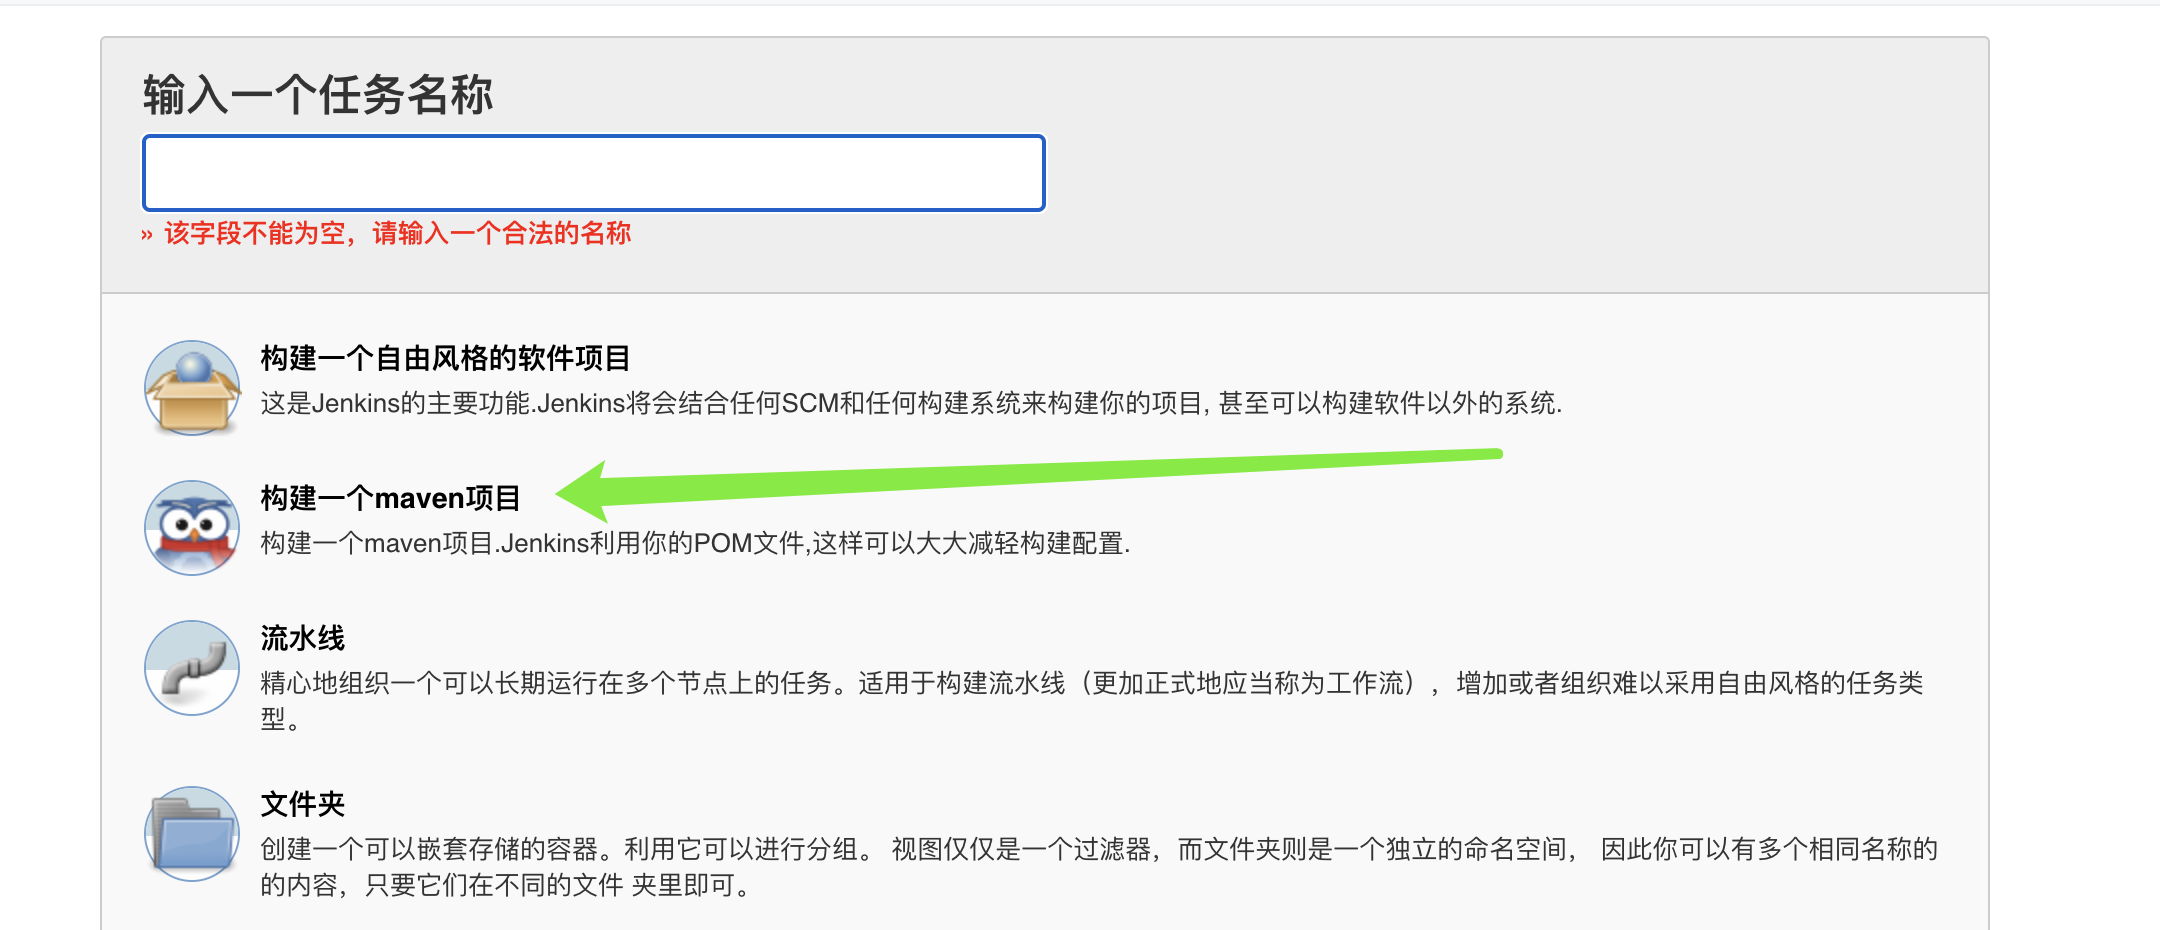 输入一个任务名称
» 该字段不能为空，请输入一个合法的名称
构建一个自由风格的软件项目
这是Jenkins的主要功能.Jenkins将会结合任何SCM和任何构建系统来构建你的项目, 甚至可以构建软件以外的系统.
构建一个maven项目
构建一个maven项目.Jenkins利用你的POM文件,这样可以大大减轻构建配置.
流水线
精心地组织一个可以长期运行在多个节点上的任务。适用于构建流水线（更加正式地应当称为工作流），增加或者组织难以采用自由风格的任务类
型。
文件夹
创建一个可以嵌套存储的容器。利用它可以进行分组。 视图仅仅是一个过滤器，而文件夹则是一个独立的命名空间， 因此你可以有多个相同名称的
的内容，只要它们在不同的文件 夹里即可。